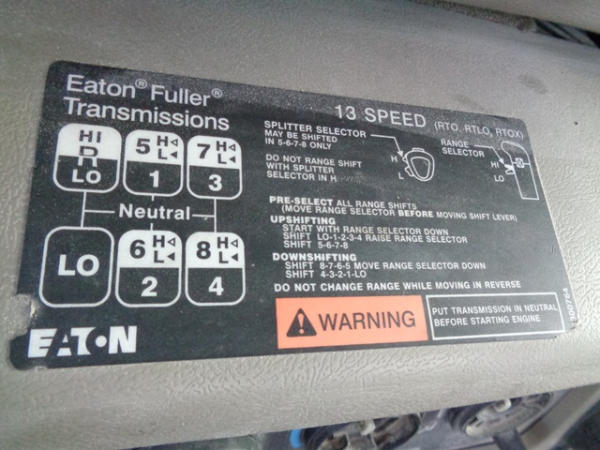 Eaton® Fuller®
Transmissions
13 SPEED (RTO, RTLO, RTOX)
HI
R
LO
5 H
L
1
7 H
L
3
Neutral
LO
6 H
L
2
8 H
L
4
SPLITTER SELECTOR
MAY BE SHIFTED
IN 5-6-7-8 ONLY
DO NOT RANGE SHIFT
WITH SPLITTER
SELECTOR IN H
H
L
RANGE
SELECTOR
HI
LO
PRE-SELECT ALL RANGE SHIFTS
(MOVE RANGE SELECTOR BEFORE MOVING SHIFT LEVER)
UPSHIFTING
START WITH RANGE SELECTOR DOWN
SHIFT LO-1-2-3-4 RAISE RANGE SELECTOR
SHIFT 5-6-7-8
DOWNSHIFTING
SHIFT 8-7-6-5 MOVE RANGE SELECTOR DOWN
SHIFT 4-3-2-1-LO
DO NOT CHANGE RANGE WHILE MOVING IN REVERSE
WARNING
PUT TRANSMISSION IN NEUTRAL
BEFORE STARTING ENGINE
EATON